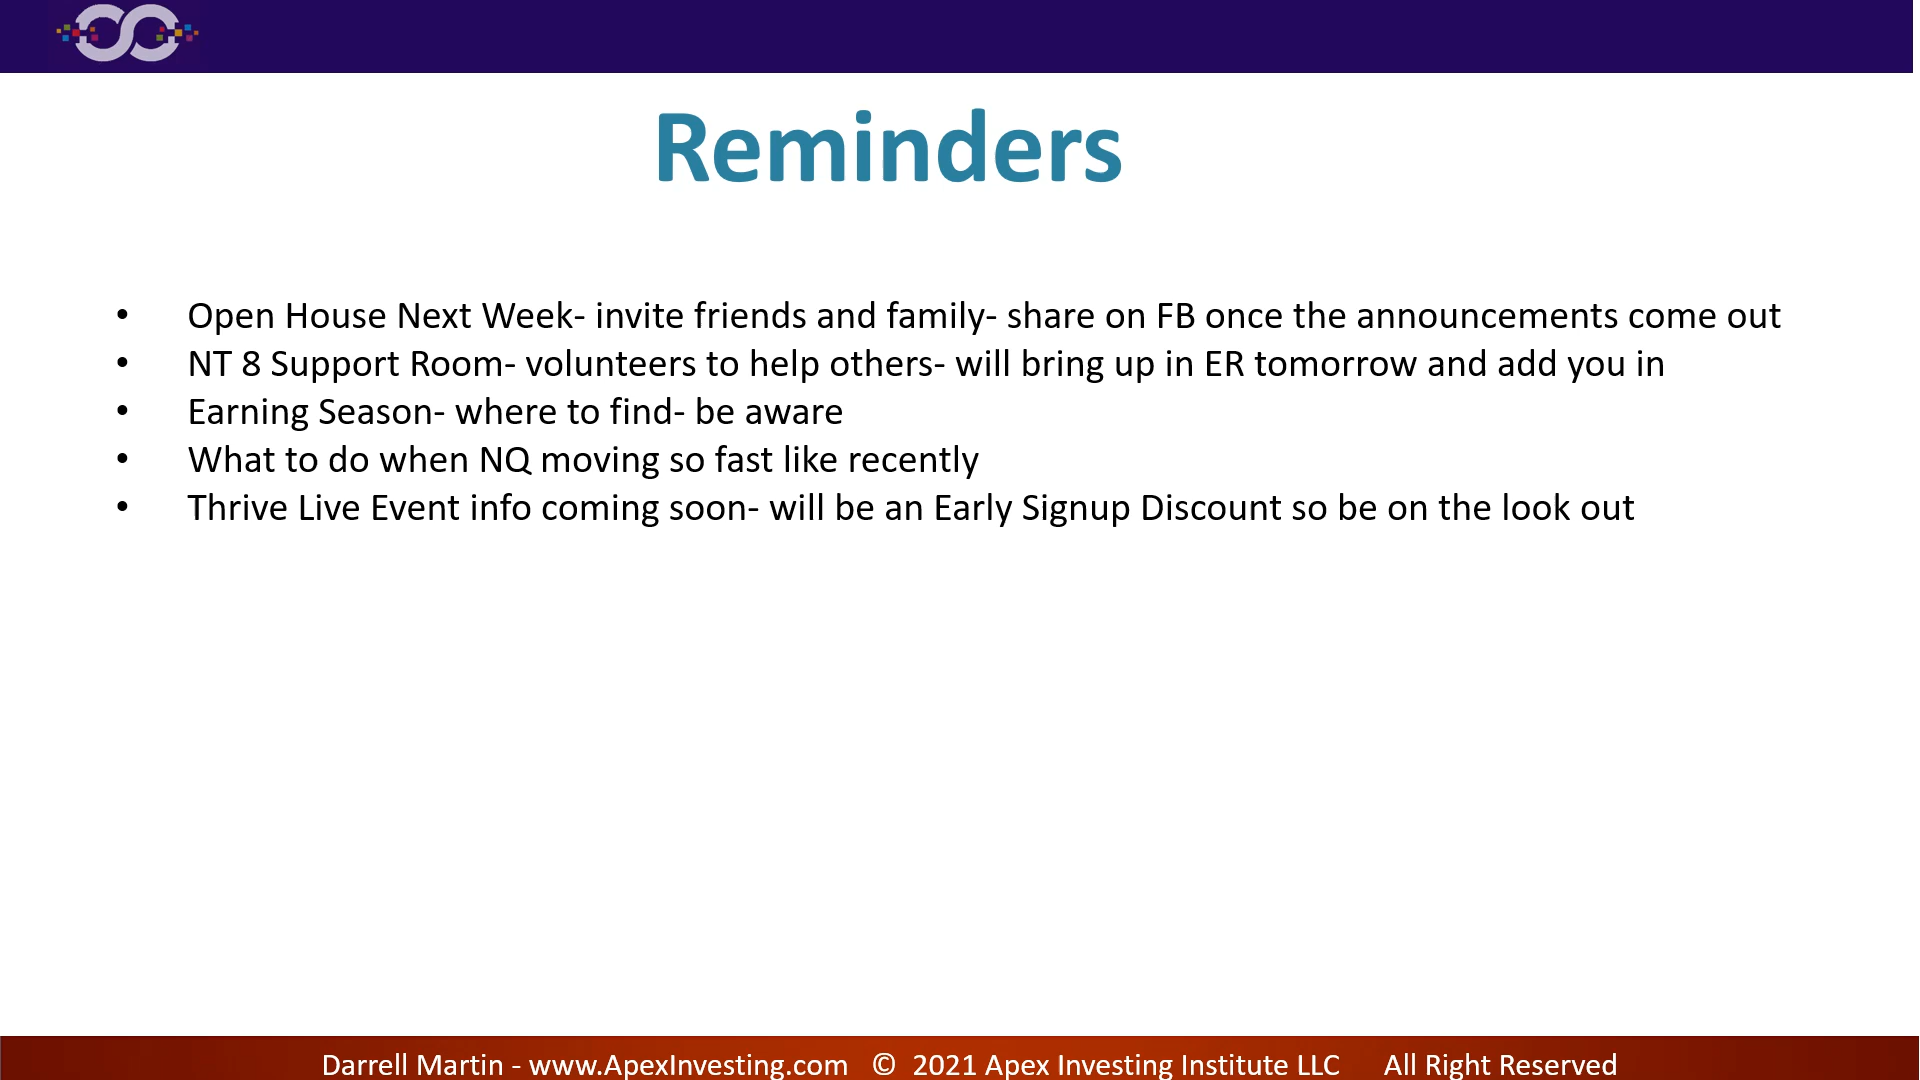 Reminders
• Open House Next Week- invite friends and family- share on FB once the announcements come out
• NT 8 Support Room- volunteers to help others- will bring up in ER tomorrow and add you in
• Earning Season- where to find- be aware
• What to do when NQ moving so fast like recently
• Thrive Live Event info coming soon- will be an Early Signup Discount so be on the look out
Darrell Martin - www.ApexInvesting.com © 2021 Apex Investing Institute LLC All Right Reserved